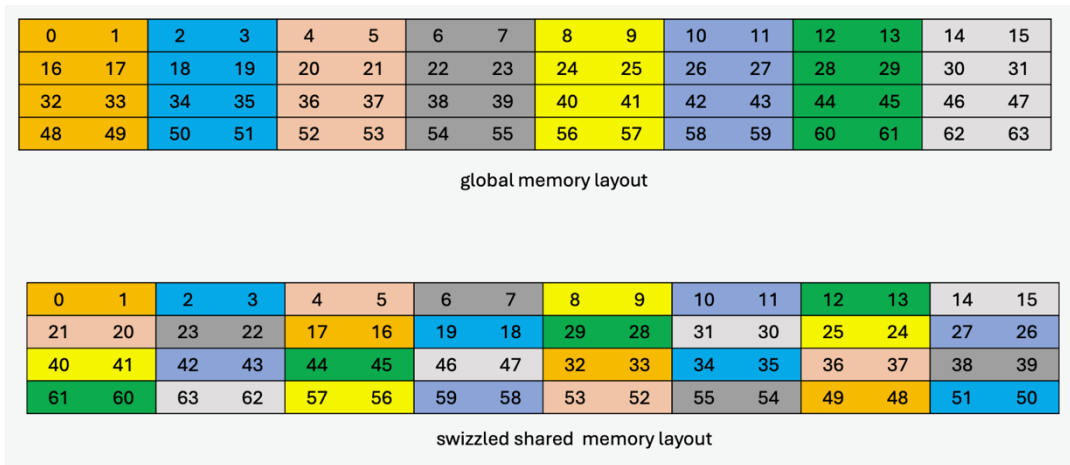 0 1 2 3 4 5 6 7 8 9 10 11 12 13 14 15
16 17 18 19 20 21 22 23 24 25 26 27 28 29 30 31
32 33 34 35 36 37 38 39 40 41 42 43 44 45 46 47
48 49 50 51 52 53 54 55 56 57 58 59 60 61 62 63
global memory layout
0 1 2 3 4 5 6 7 8 9 10 11 12 13 14 15
21 20 23 22 17 16 19 18 29 28 31 30 25 24 27 26
40 41 42 43 44 45 46 47 32 33 34 35 36 37 38 39
61 60 63 62 57 56 59 58 53 52 55 54 49 48 51 50
swizzled shared memory layout